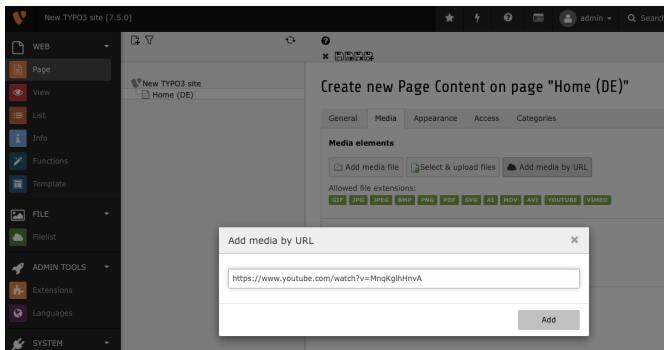 New TYPO3 site [7.5.0]
admin
Search
WEB
Page
View
List
Info
Functions
Template
FILE
Filelist
ADMIN TOOLS
Extensions
Languages
SYSTEM
New TYPO3 site
Home (DE)
Create new Page Content on page "Home (DE)"
General Media Appearance Access Categories
Media elements
Add media file Select & upload files Add media by URL
Allowed file extensions:
GIF JPG JPEG BMP PNG PDF SVG AI MOV AVI YOUTUBE VIMEO
Add media by URL
https://www.youtube.com/watch?v=MnqKglhHnvA
Add